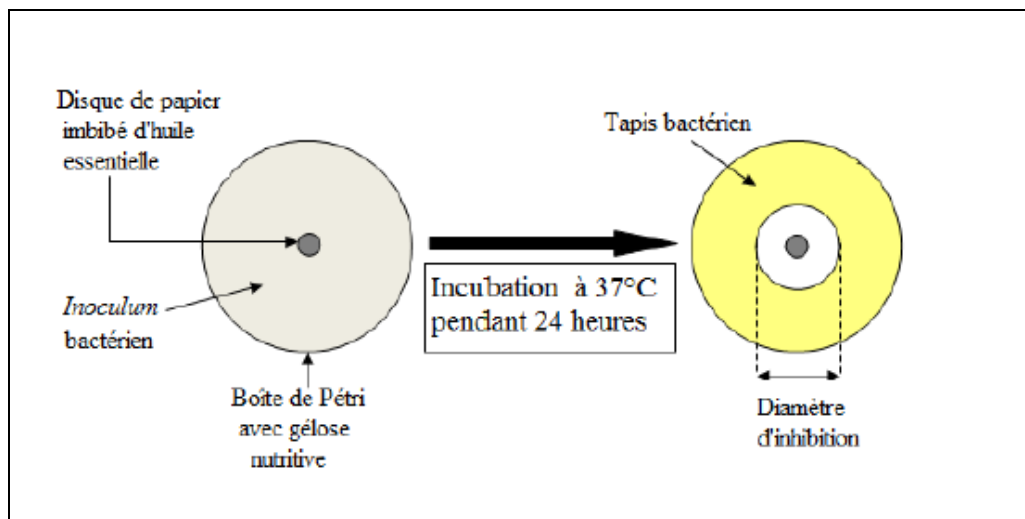 Disque de papier
imbibé d'huile
essentielle
Inoculum
bactérien
Boîte de Pétri
avec gélose
nutritive
Incubation à 37°C
pendant 24 heures
Tapis bactérien
Diamètre
d'inhibition